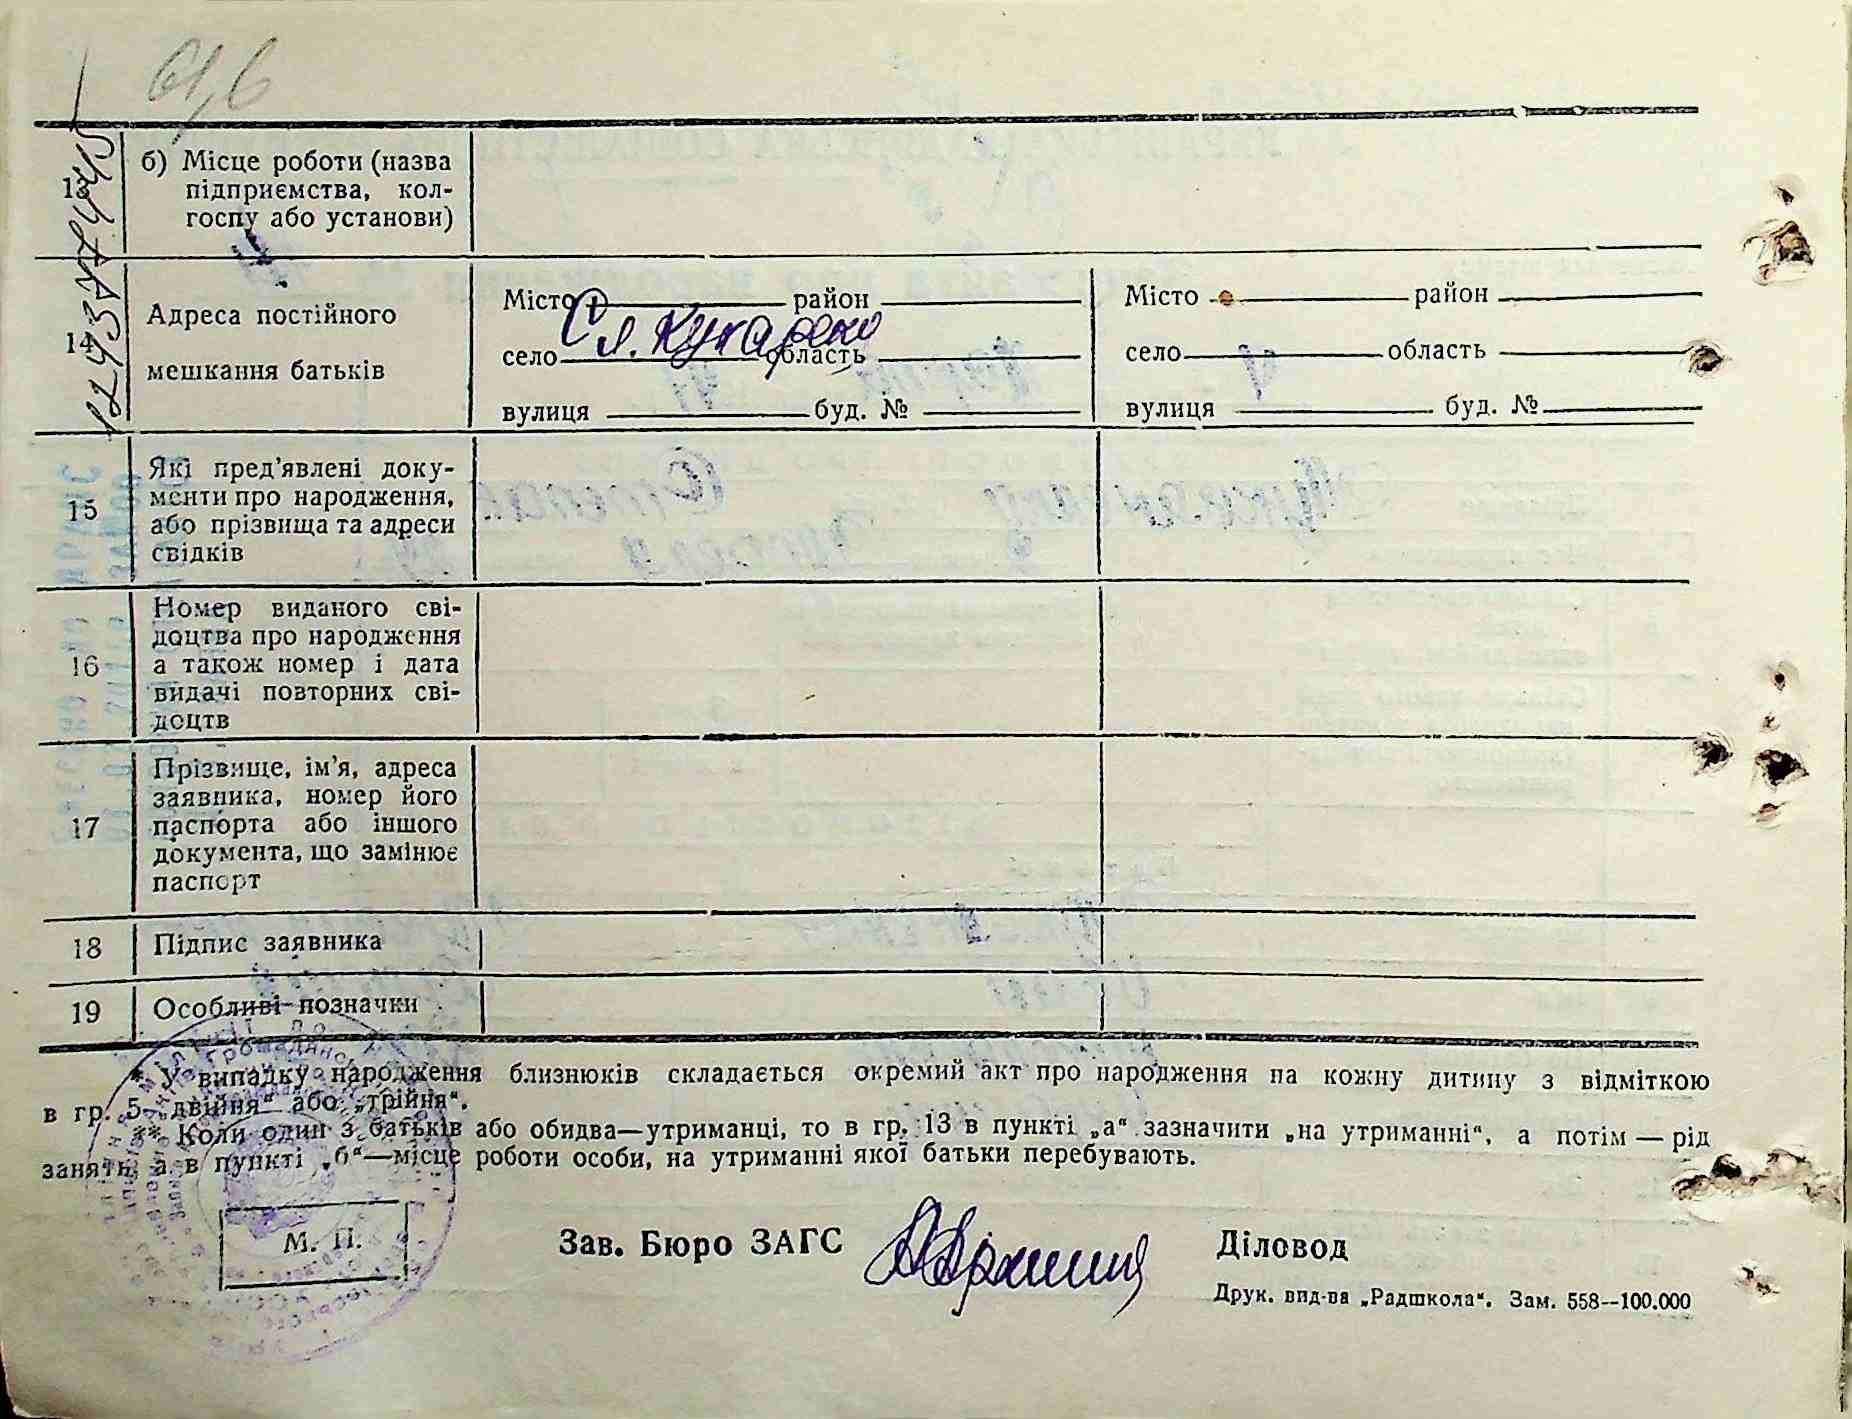 61,6
13
б) Місце роботи (назва
підприємства, кол-
госпу або установи)
14
Адреса постійного
мешкання батьків
Місто район
село область
вулиця буд. №
Місто район
село область
вулиця буд. №
15
Які пред’явлені доку-
менти про народження,
або прізвища та адреси
свідків
16
Номер виданого сві-
доцтва про народження
а також номер і дата
видачі повторних сві-
доцтв
17
Прізвище, ім’я, адреса
заявника, номер його
паспорта або іншого
документа, що замінює
паспорт
18
Підпис заявника
19
Особливі позначки
* У випадку народження близнюків складається окремий акт про народження на кожну дитину з відміткою
в гр. 5 „двійня“ або „трійня“.
** Коли один з батьків або обидва—утриманці, то в гр. 13 в пункті „а“ зазначити „на утриманні“, а потім — рід
занять, а в пункті „б“—місце роботи особи, на утриманні якої батьки перебувають.
М. П.
Зав. Бюро ЗАГС
Діловод
Друк. вид-ва „Радшкола“. Зам. 558—100.000